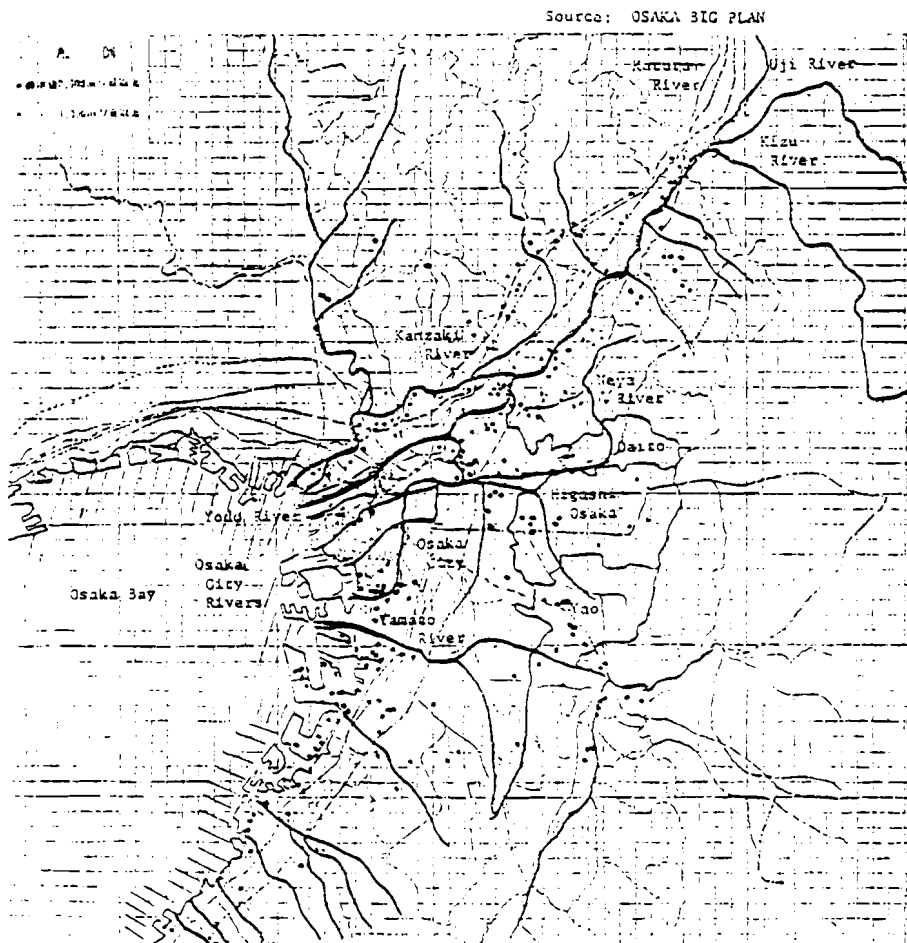 Source: OSAKA BIG PLAN
River
Uji River
Kizu
River
Kanzaki
River
Neya
River
Daito
Higashi
Osaka
Yodo River
Osaka
City
Osaka
City
Rivers
Osaka Bay
Yao
Yamato
River